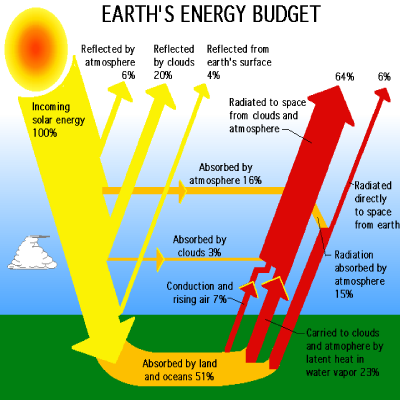 EARTH'S ENERGY BUDGET
Reflected by
atmosphere
6%
Reflected
by clouds
20%
Reflected from
earth's surface
4%
64%
6%
Incoming
solar energy
100%
Radiated to space
from clouds and
atmosphere
Absorbed by
atmosphere 16%
Radiated
directly
to space
from earth
Absorbed by
clouds 3%
Radiation
absorbed by
atmosphere
15%
Conduction and
rising air 7%
Carried to clouds
and atmophere by
latent heat in
water vapor 23%
Absorbed by land
and oceans 51%